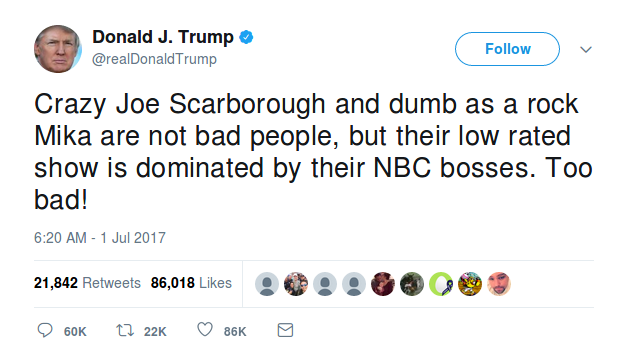 Donald J. Trump
@realDonaldTrump
Follow
Crazy Joe Scarborough and dumb as a rock
Mika are not bad people, but their low rated
show is dominated by their NBC bosses. Too
bad!
6:20 AM - 1 Jul 2017
21,842 Retweets 86,018 Likes
60K 22K 86K